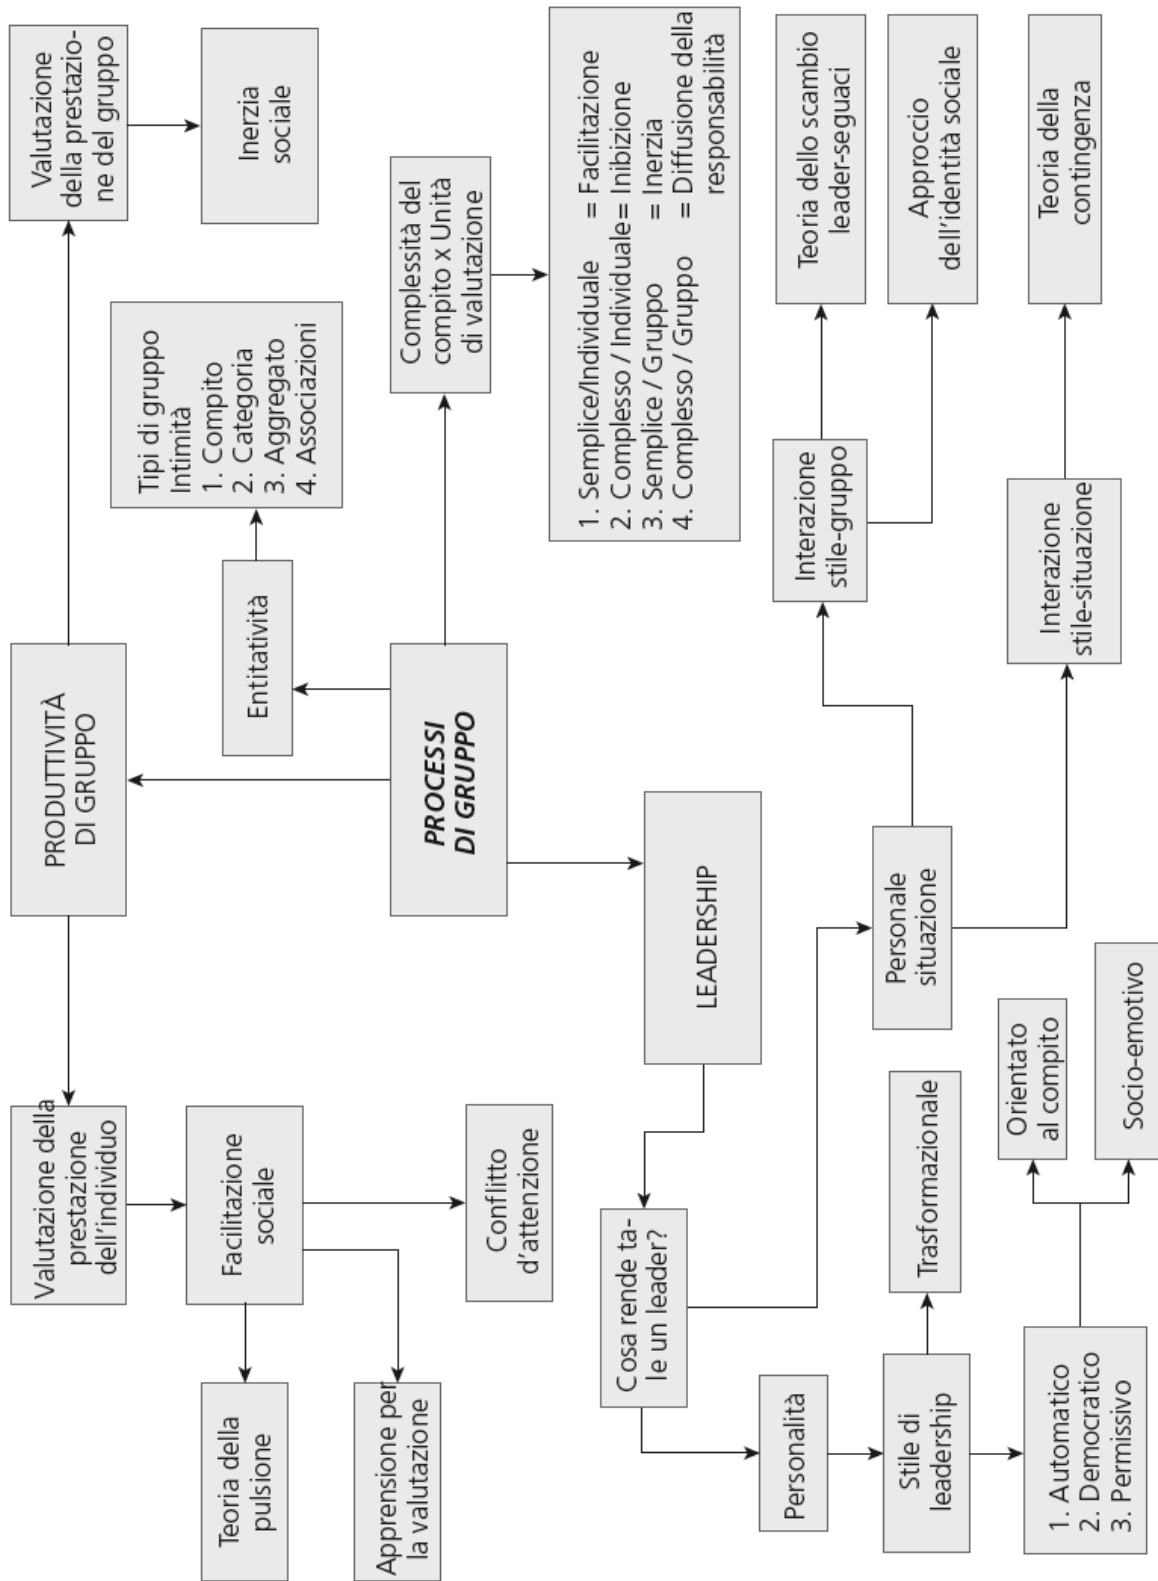 Valutazione della
prestazione
dell'individuo
PRODUTTIVITÀ
DI GRUPPO
Valutazione
della prestazio-
ne del gruppo
Facilitazione
sociale
Inerzia
sociale
Teoria della
pulsione
Apprensione per
la valutazione
Conflitto
d'attenzione
Entitatività
Tipi di gruppo
Intimità
1. Compito
2. Categoria
3. Aggregato
4. Associazioni
PROCESSI
DI GRUPPO
Complessità del
compito x Unità
di valutazione
1. Semplice/Individuale = Facilitazione
2. Complesso / Individuale= Inibizione
3. Semplice / Gruppo = Inerzia
4. Complesso / Gruppo = Diffusione della
responsabilità
LEADERSHIP
Cosa rende ta-
le un leader?
Personalità
Stile di
leadership
Trasformazionale
1. Automatico
2. Democratico
3. Permissivo
Orientato
al compito
Socio-emotivo
Personale
situazione
Interazione
stile-gruppo
Teoria dello scambio
leader-seguaci
Approccio
dell'identità sociale
Interazione
stile-situazione
Teoria della
contingenza